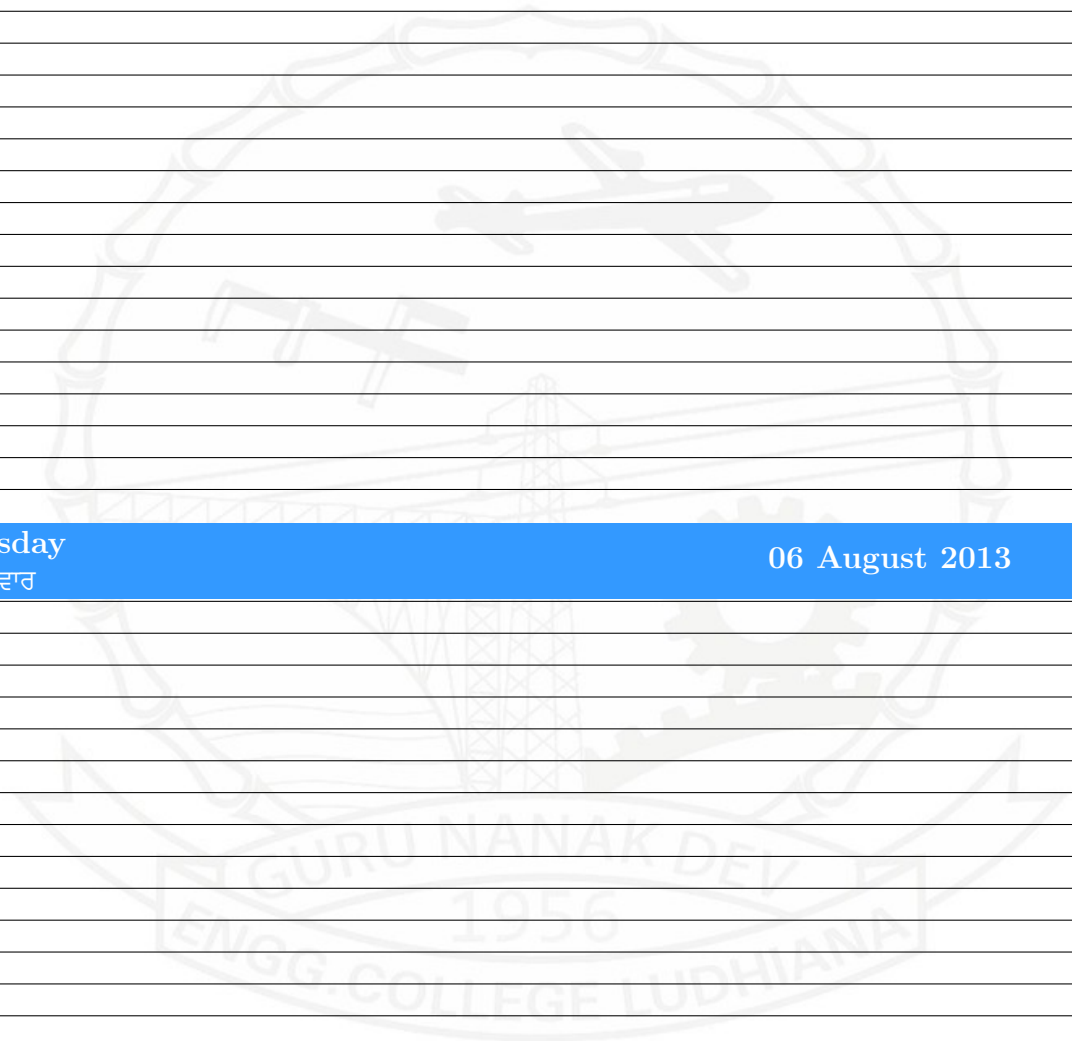 sday
ਵਾਰ
06 August 2013
GURU NANAK DEV
1956
ENGG. COLLEGE LUDHIANA